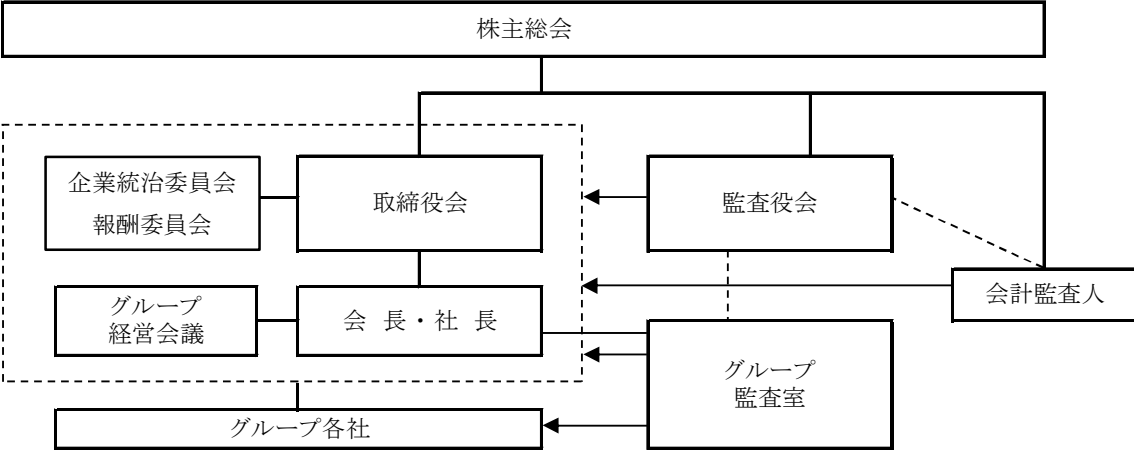 株主総会
企業統治委員会
報酬委員会
取締役会
監査役会
会計監査人
グループ
経営会議
会 長・社 長
グループ
監査室
グループ各社